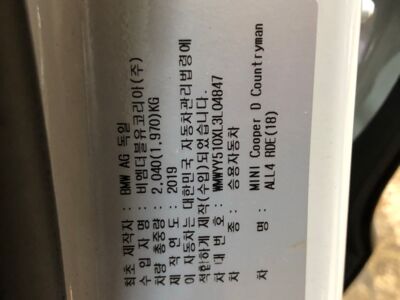 최초 제작자 : BMW AG 독일
수 입 자 명 : 비엠더블유코리아(주)
차량 총중량 : 2,040(1,970)KG
제 작 연 도 : 2019
이 자동차는 대한민국 자동차관리법령에
적합하게 제작(수입)되었습니다.
차 대 번 호 : WMWYY510XL3L04847
차 종 : 승용자동차
차 명 : MINI Cooper D Countryman
ALL4 RDE(18)